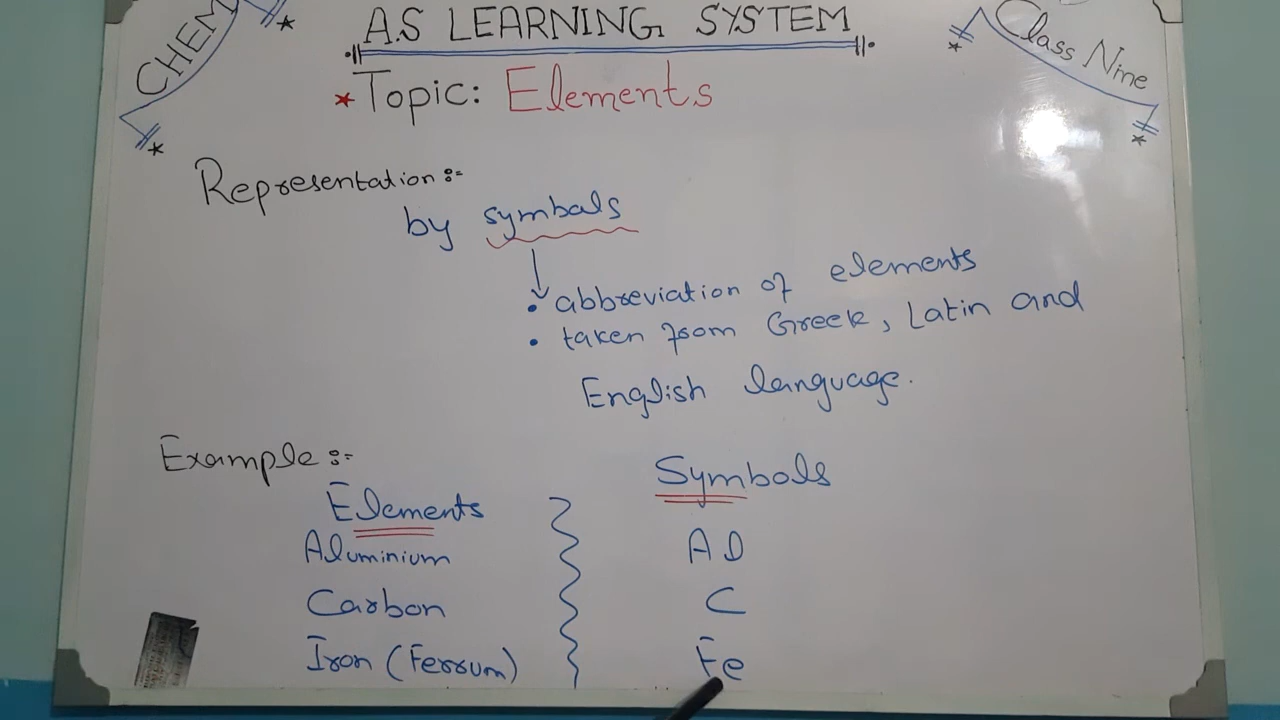 CHEM
A.S LEARNING SYSTEM
Class Nine
Topic: Elements
Representation:-
by symbals
abbreviation of elements
taken from Greek, Latin and
English language.
Example:-
Elements Symbols
Aluminium Al
Carbon C
Iron (Ferrum) Fe